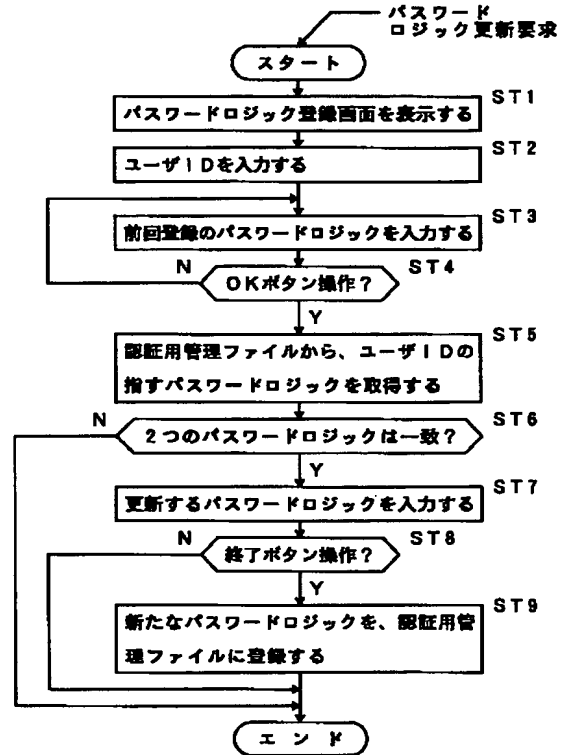 パスワード
ロジック更新要求
スタート
ST1
パスワードロジック登録画面を表示する
ST2
ユーザIDを入力する
ST3
前回登録のパスワードロジックを入力する
N
ST4
OKボタン操作？
Y
ST5
認証用管理ファイルから、ユーザIDの
指すパスワードロジックを取得する
N
ST6
2つのパスワードロジックは一致？
Y
ST7
更新するパスワードロジックを入力する
N
ST8
終了ボタン操作？
Y
ST9
新たなパスワードロジックを、認証用管
理ファイルに登録する
エンド